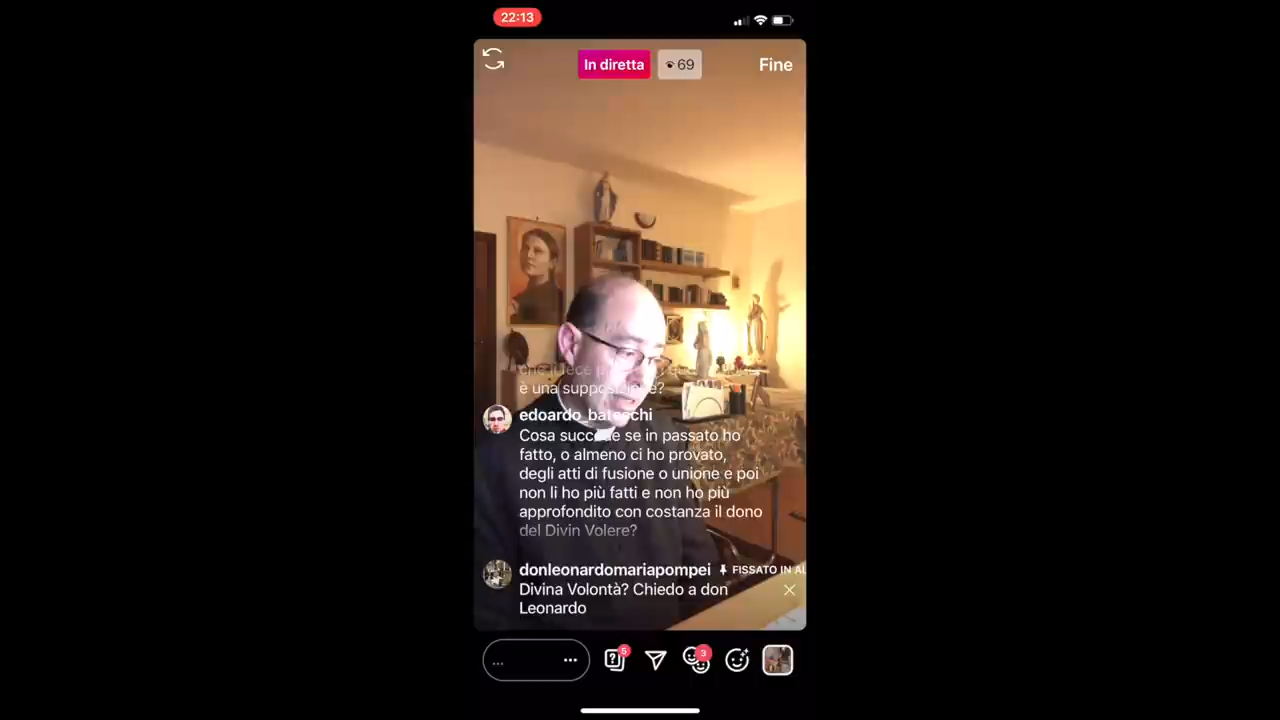 22:13
In diretta
69
Fine
è una supposizione?
edoardo_bateschi
Cosa succede se in passato ho
fatto, o almeno ci ho provato,
degli atti di fusione o unione e poi
non li ho più fatti e non ho più
approfondito con costanza il dono
del Divin Volere?
donleonardomariapompei FISSATO IN AL
Divina Volontà? Chiedo a don
Leonardo
...
5
3